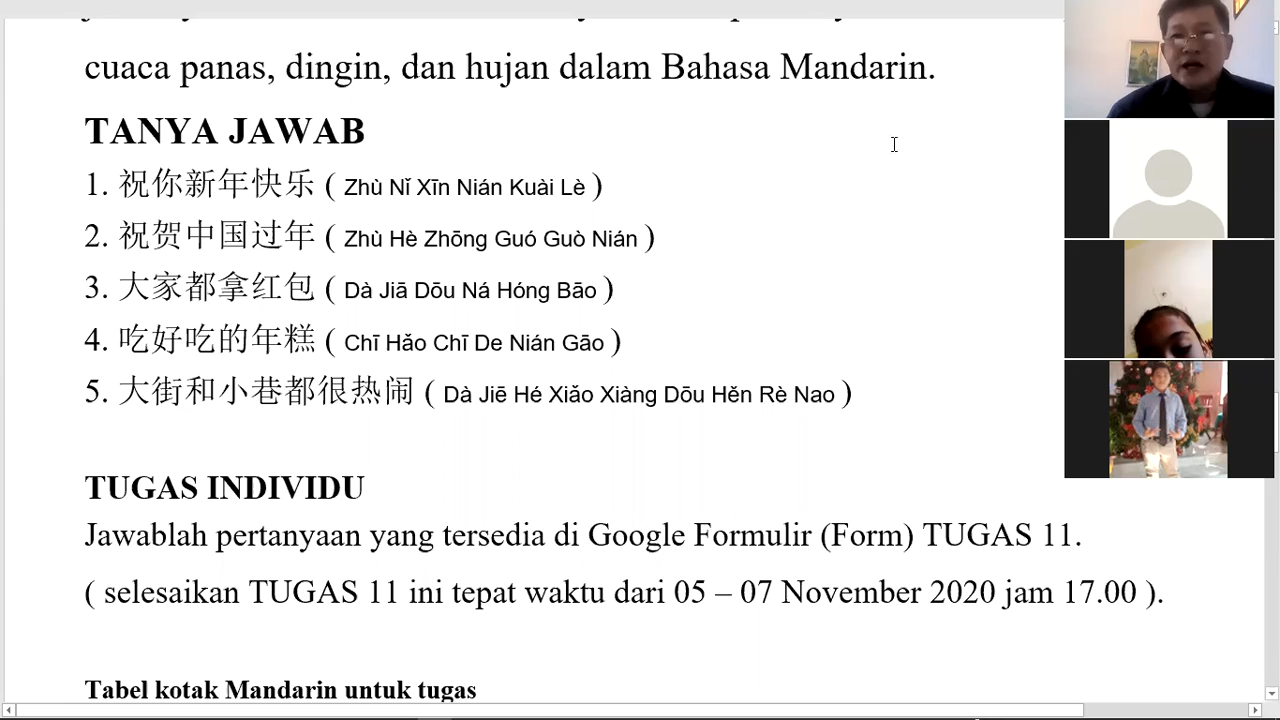 cuaca panas, dingin, dan hujan dalam Bahasa Mandarin.
TANYA JAWAB
1. 祝你新年快乐 ( Zhù Nǐ Xīn Nián Kuài Lè )
2. 祝贺中国过年 ( Zhù Hè Zhōng Guó Guò Nián )
3. 大家都拿红包 ( Dà Jiā Dōu Ná Hóng Bāo )
4. 吃好吃的年糕 ( Chī Hǎo Chī De Nián Gāo )
5. 大街和小巷都很热闹 ( Dà Jiē Hé Xiǎo Xiàng Dōu Hěn Rè Nao )
TUGAS INDIVIDU
Jawablah pertanyaan yang tersedia di Google Formulir (Form) TUGAS 11.
( selesaikan TUGAS 11 ini tepat waktu dari 05 – 07 November 2020 jam 17.00 ).
Tabel kotak Mandarin untuk tugas